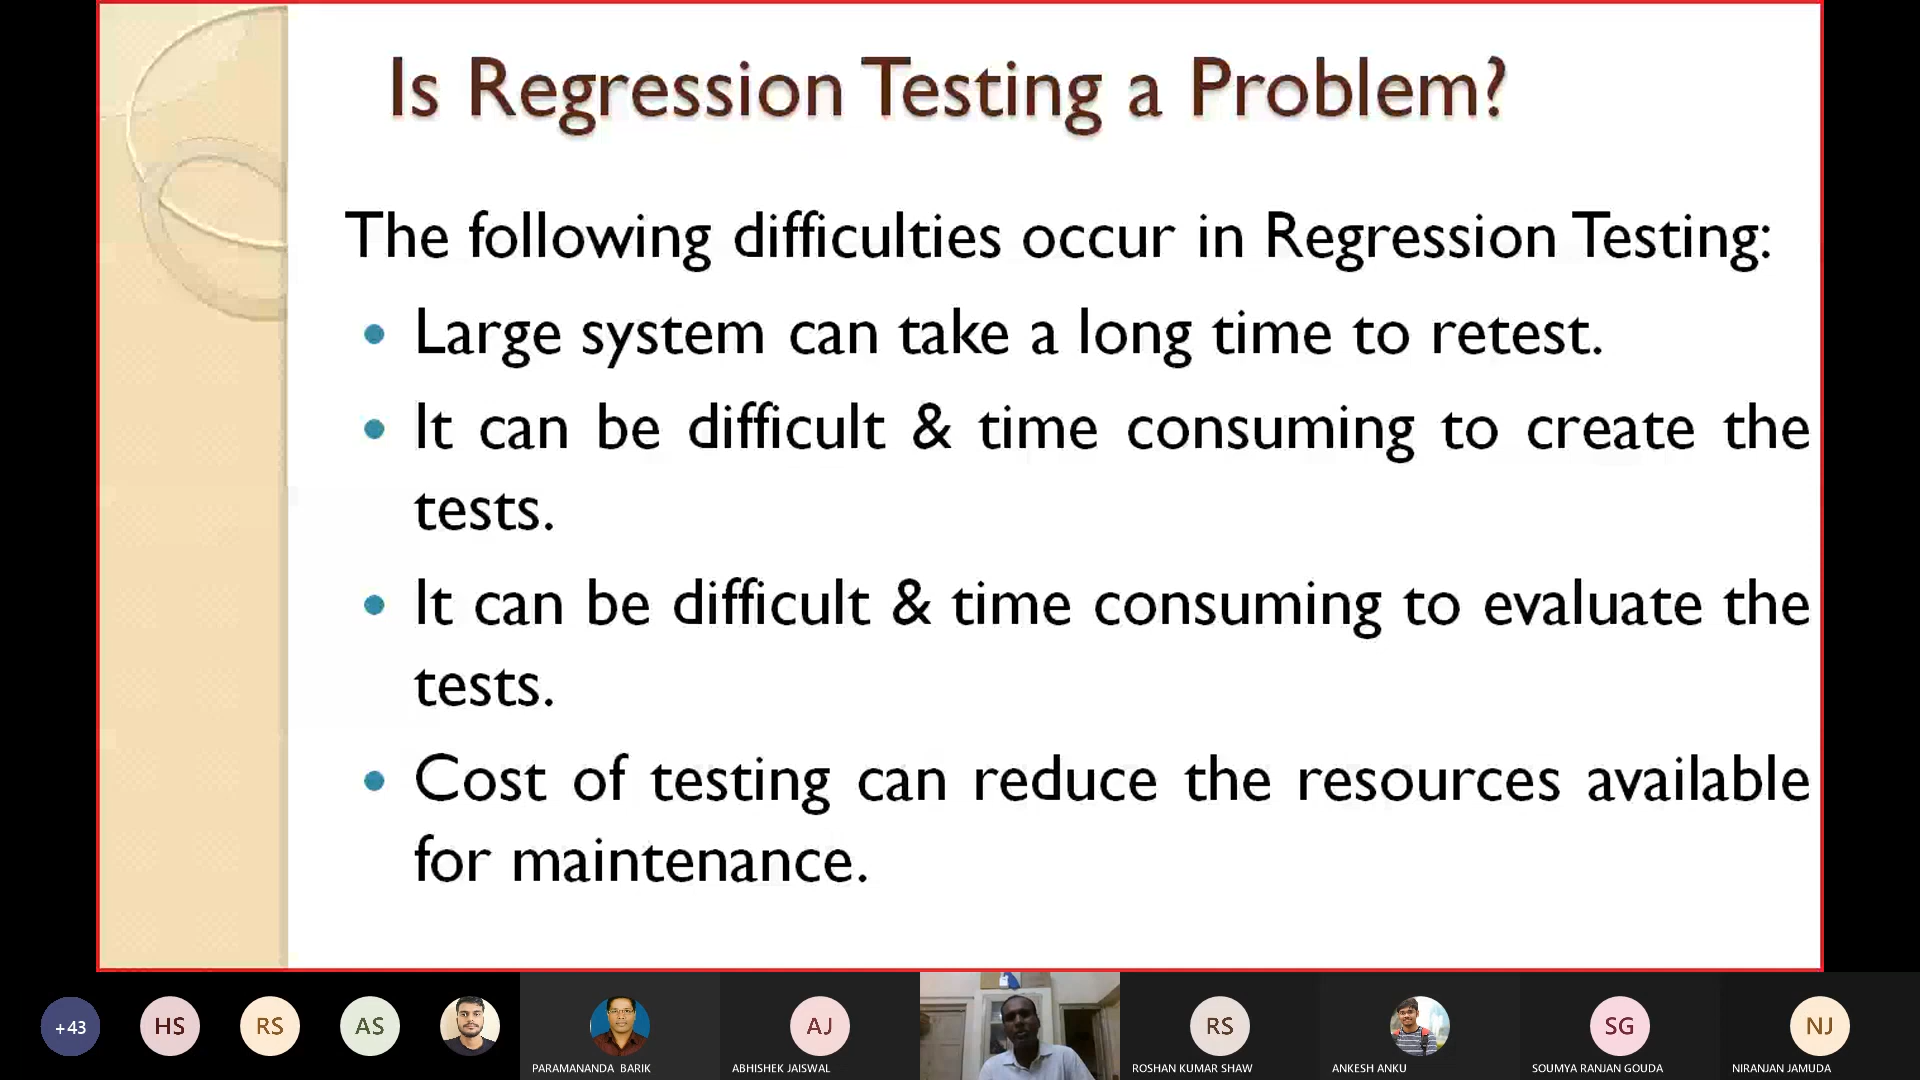 Is Regression Testing a Problem?
The following difficulties occur in Regression Testing:
• Large system can take a long time to retest.
• It can be difficult & time consuming to create the
tests.
• It can be difficult & time consuming to evaluate the
tests.
• Cost of testing can reduce the resources available
for maintenance.
+43
HS
RS
AS
PARAMANANDA BARIK
AJ
ABHISHEK JAISWAL
RS
ROSHAN KUMAR SHAW
ANKESH ANKU
SG
SOUMYA RANJAN GOUDA
NJ
NIRANJAN JAMUDA